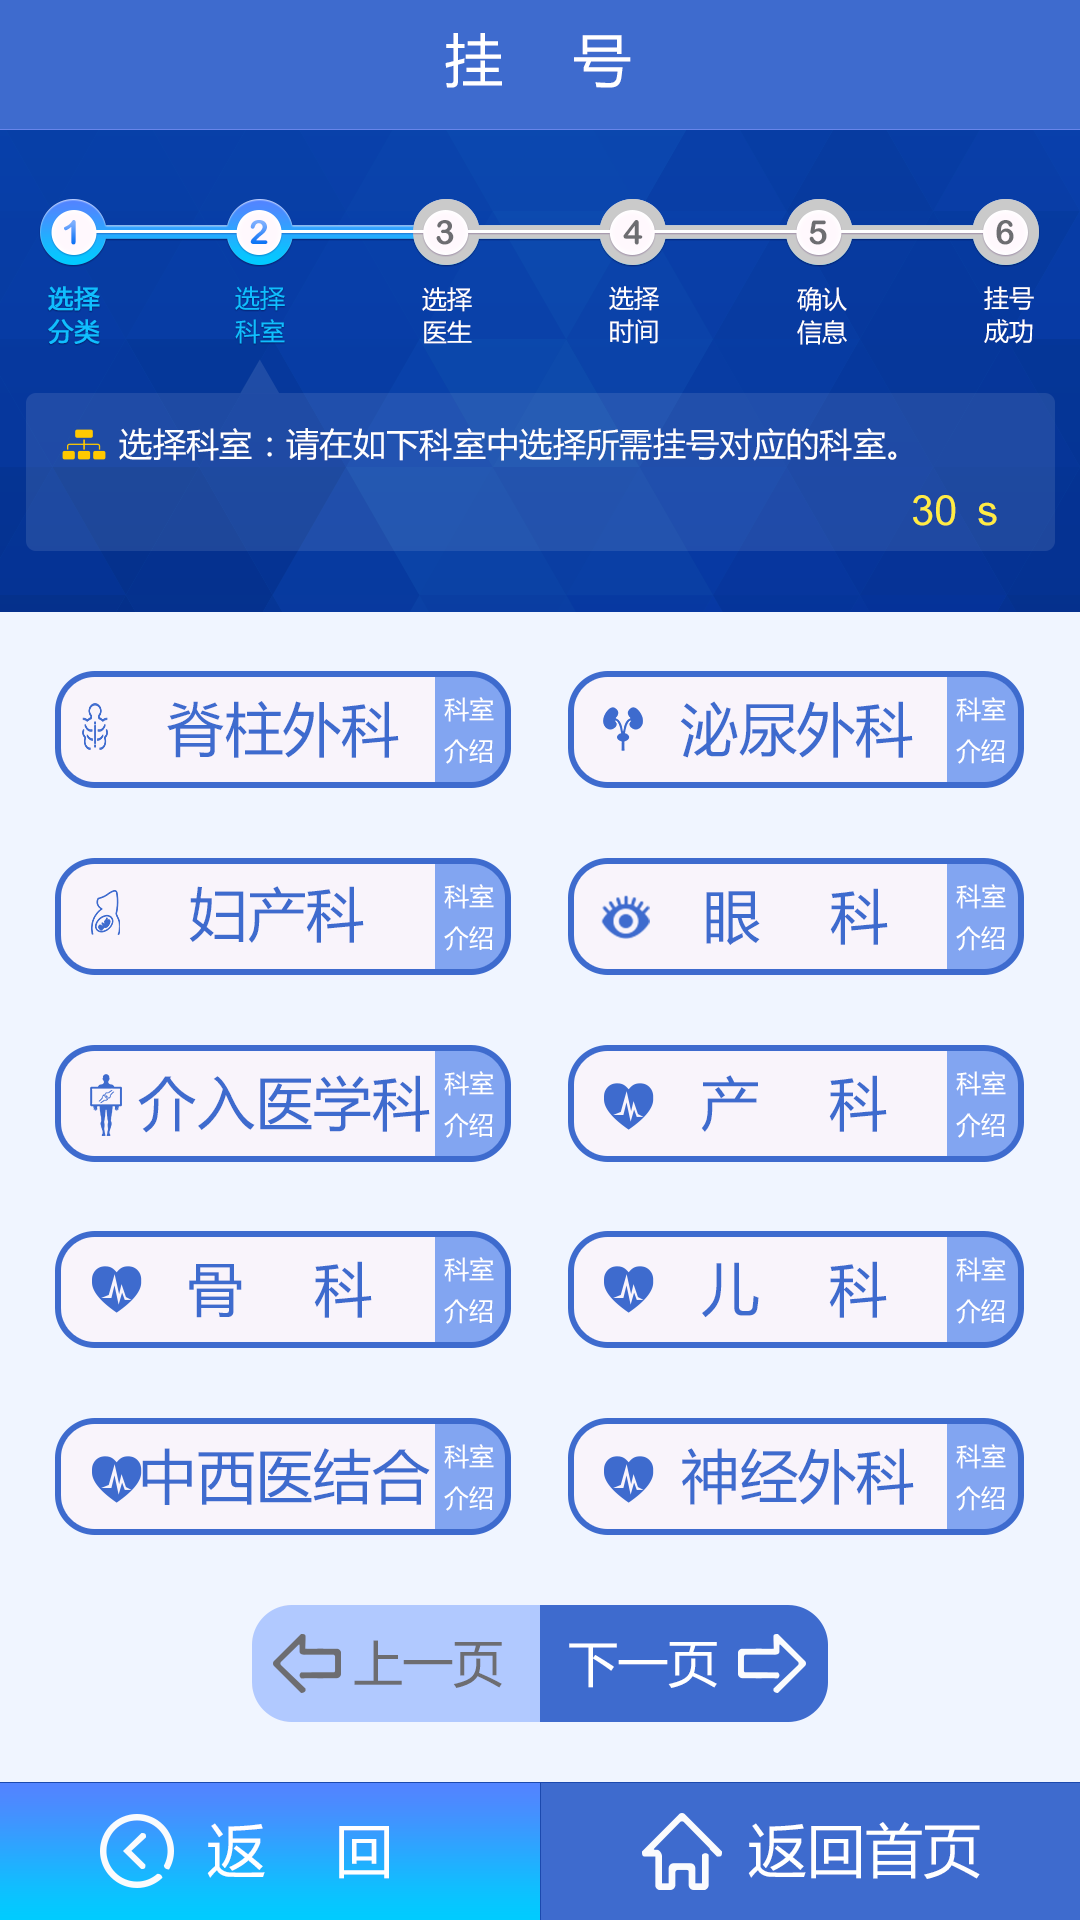 挂 号
1 2 3 4 5 6
选择 选择 选择 选择 确认 挂号
分类 科室 医生 时间 信息 成功
选择科室：请在如下科室中选择所需挂号对应的科室。
30 s
脊柱外科 科室介绍 泌尿外科 科室介绍
妇产科 科室介绍 眼 科 科室介绍
介入医学科 科室介绍 产 科 科室介绍
骨 科 科室介绍 儿 科 科室介绍
中西医结合 科室介绍 神经外科 科室介绍
上一页 下一页
返 回 返回首页